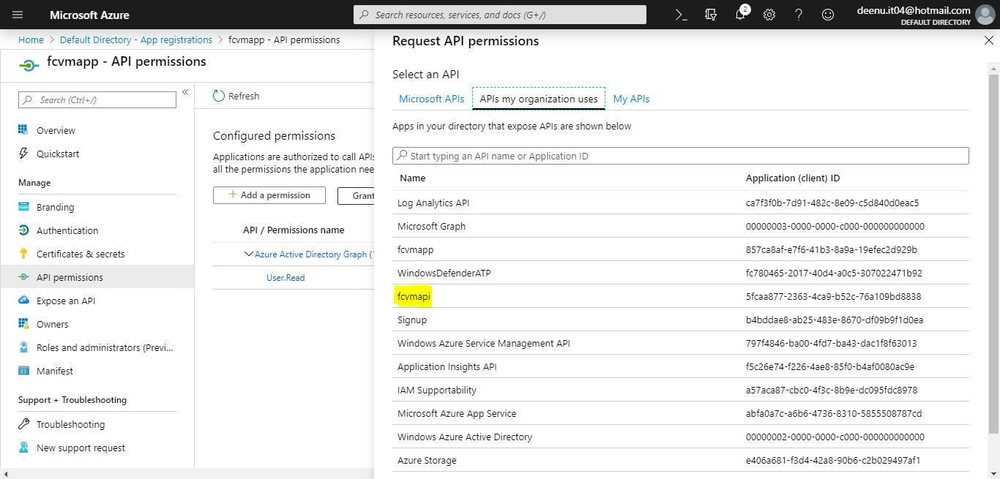 Microsoft Azure
Search resources, services, and docs (G+/)
2
deenu.it04@hotmail.com
DEFAULT DIRECTORY
Home > Default Directory - App registrations > fcvmapp - API permissions
fcvmapp - API permissions
Search (Ctrl+/)
«
Overview
Quickstart
Manage
Branding
Authentication
Certificates & secrets
API permissions
Expose an API
Owners
Roles and administrators (Previ...
Manifest
Support + Troubleshooting
Troubleshooting
New support request
Refresh
Configured permissions
Applications are authorized to call APIs
all the permissions the application nee
+ Add a permission
Grant
API / Permissions name
Azure Active Directory Graph (
User.Read
Request API permissions
Select an API
Microsoft APIs
APIs my organization uses
My APIs
Apps in your directory that expose APIs are shown below
Start typing an API name or Application ID
Name Application (client) ID
Log Analytics API ca7f3f0b-7d91-482c-8e09-c5d840d0eac5
Microsoft Graph 00000003-0000-0000-c000-000000000000
fcvmapp 857ca8af-e7f6-41b3-8a9a-19efec2d929b
WindowsDefenderATP fc780465-2017-40d4-a0c5-307022471b92
fcvmapi 5fcaa877-2363-4ca9-b52c-76a109bd8838
Signup b4bddae8-ab25-483e-8670-df09b9f1d0ea
Windows Azure Service Management API 797f4846-ba00-4fd7-ba43-dac1f8f63013
Application Insights API f5c26e74-f226-4ae8-85f0-b4af0080ac9e
IAM Supportability a57aca87-cbc0-4f3c-8b9e-dc095fdc8978
Microsoft Azure App Service abfa0a7c-a6b6-4736-8310-5855508787cd
Windows Azure Active Directory 00000002-0000-0000-c000-000000000000
Azure Storage e406a681-f3d4-42a8-90b6-c2b029497af1